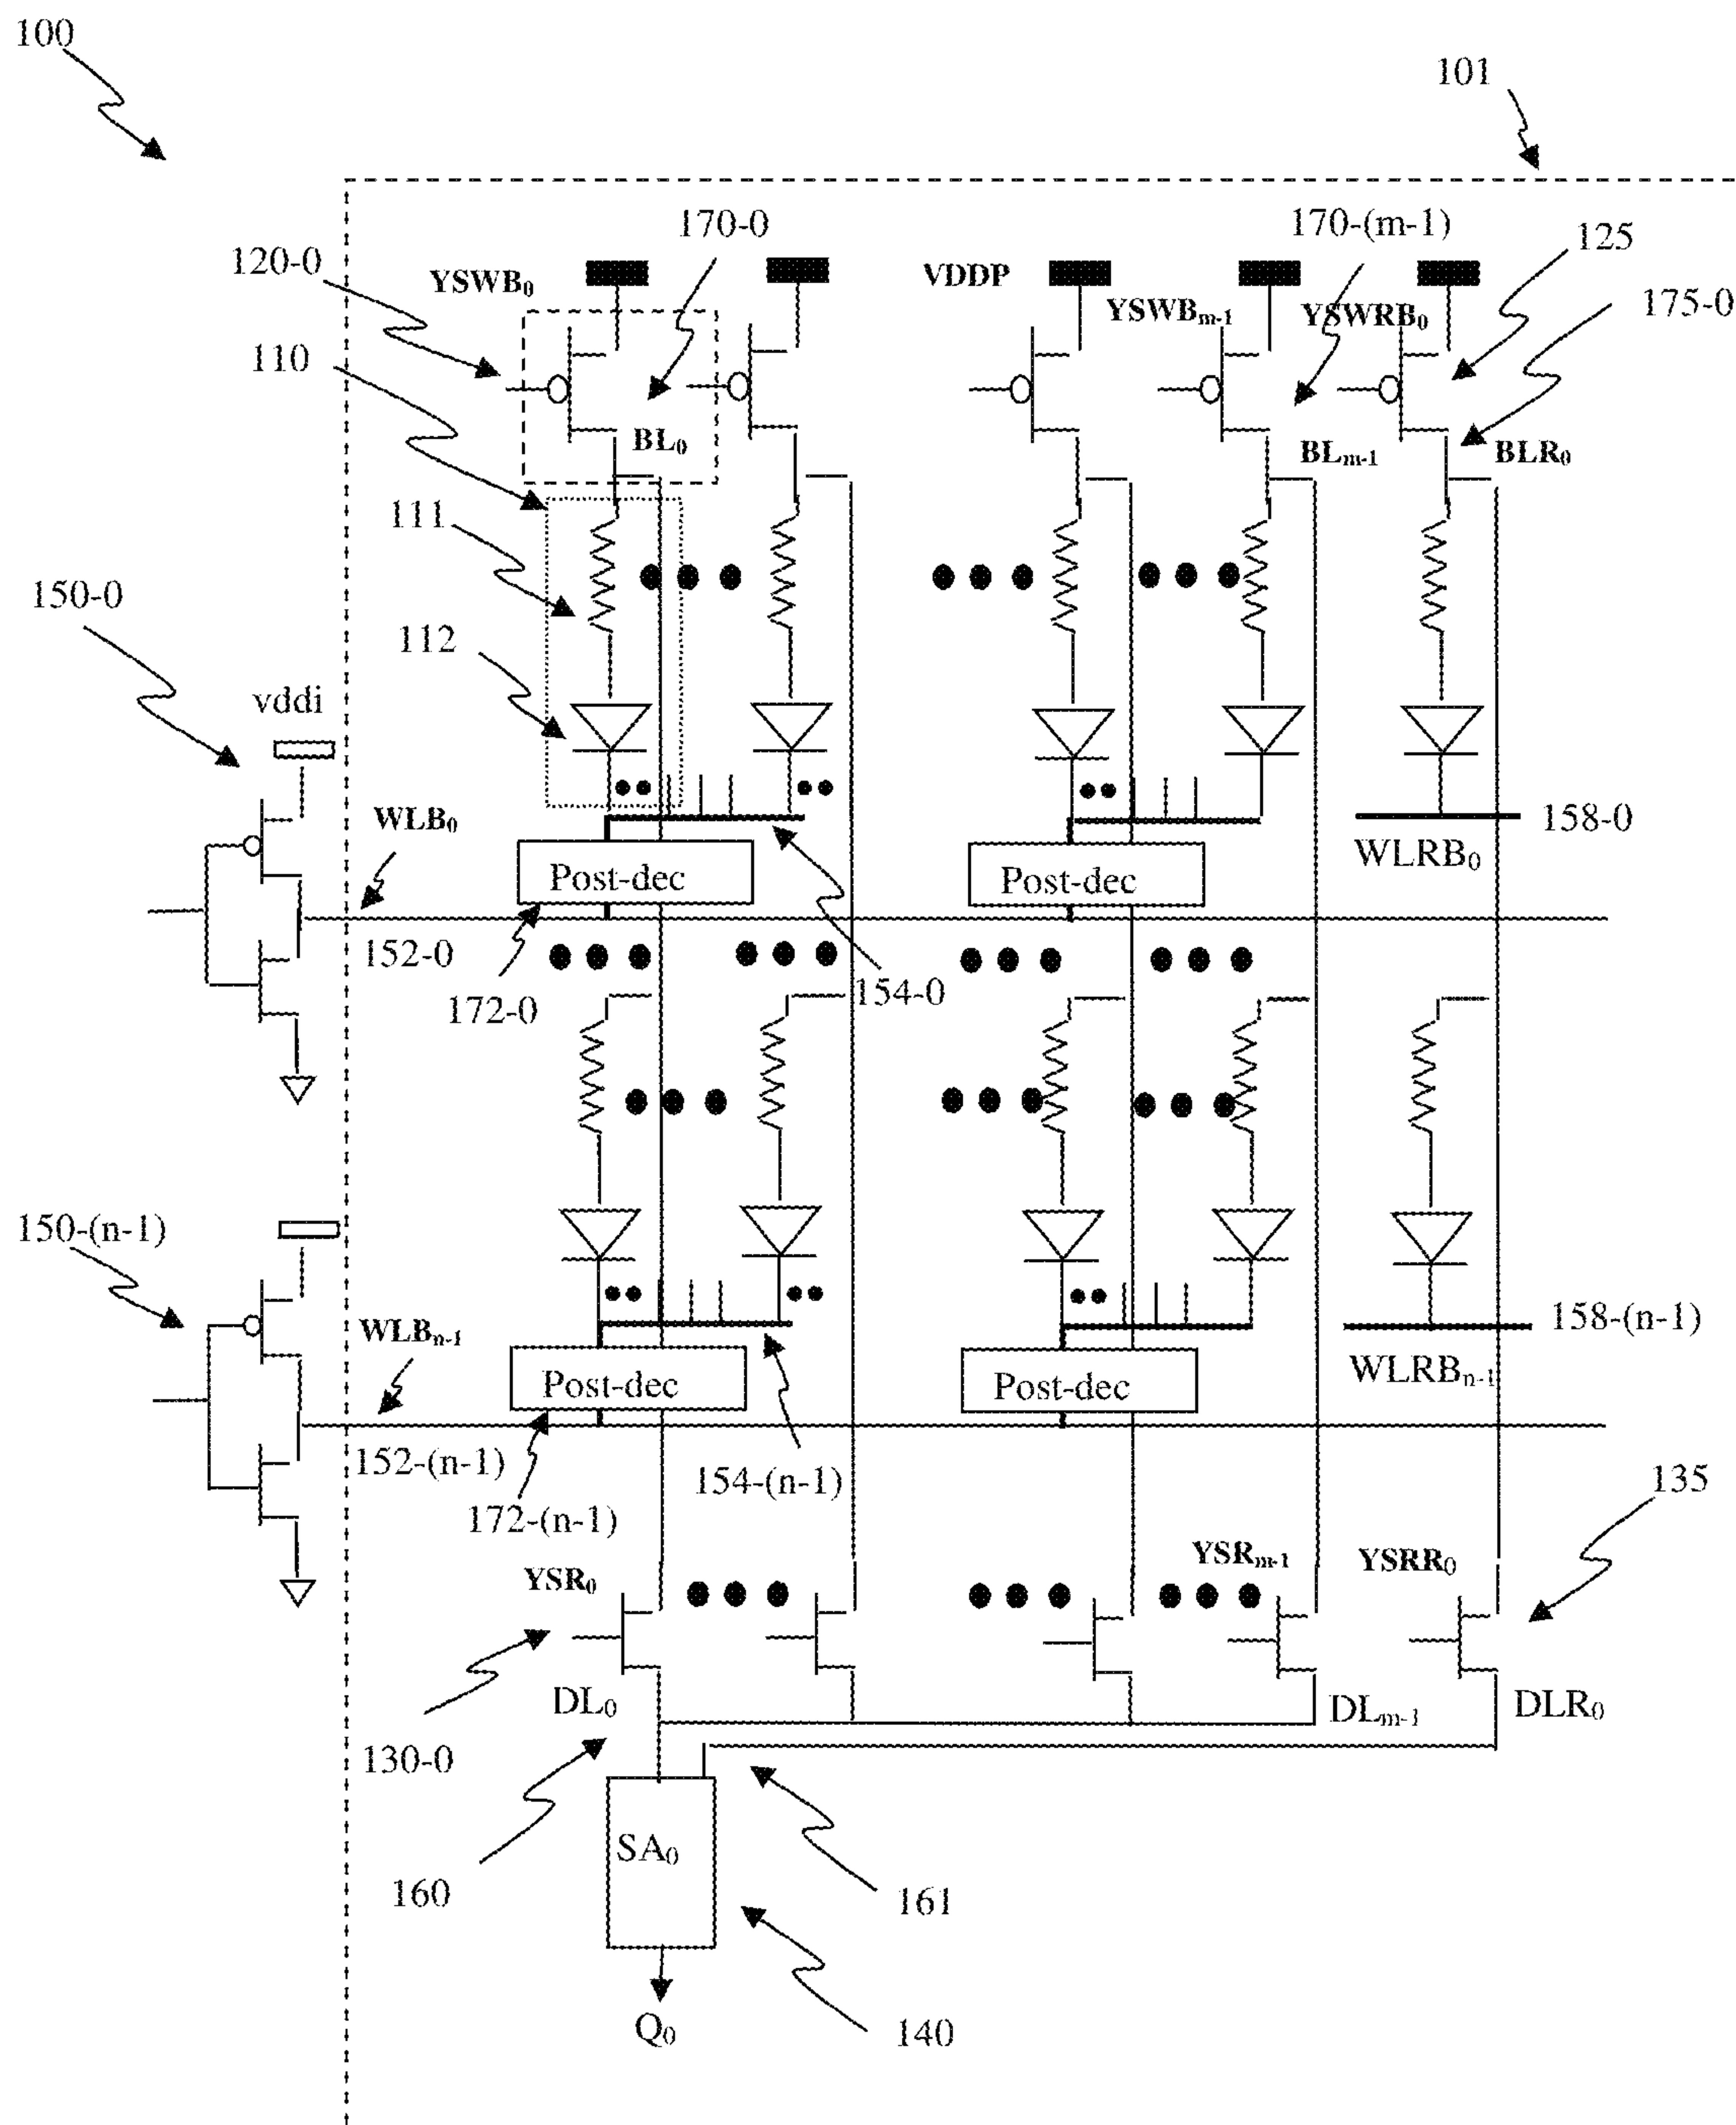 100
101
170-0
170-(m-1)
125
120-0
YSWB₀
VDDP
YSWBₘ₋₁
YSWRB₀
175-0
110
BL₀
BLₘ₋₁
BLR₀
111
150-0
112
vddi
WLB₀
158-0
Post-dec
Post-dec
WLRB₀
152-0
154-0
172-0
150-(n-1)
158-(n-1)
WLBₙ₋₁
Post-dec
Post-dec
WLRBₙ₋₁
152-(n-1)
154-(n-1)
135
172-(n-1)
YSR₀
YSRₘ₋₁
YSRR₀
DL₀
DLₘ₋₁
DLR₀
130-0
SA₀
160
161
Q₀
140